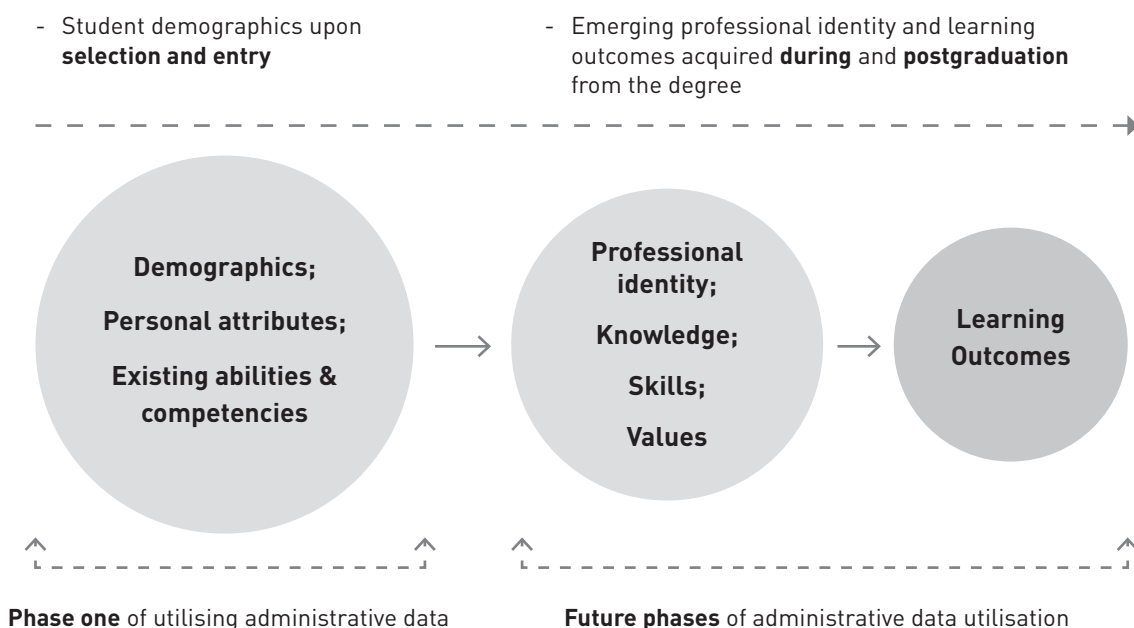 - Student demographics upon
selection and entry
- Emerging professional identity and learning
outcomes acquired during and postgraduation
from the degree
Demographics;
Personal attributes;
Existing abilities &
competencies
Professional
identity;
Knowledge;
Skills;
Values
Learning
Outcomes
Phase one of utilising administrative data
Future phases of administrative data utilisation